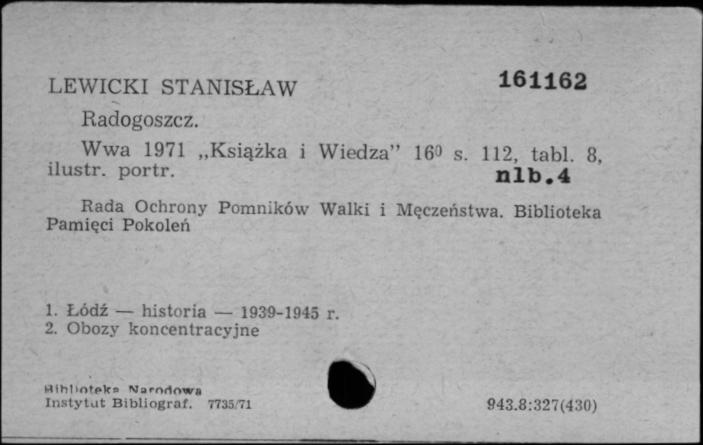 LEWICKI STANISŁAW 161162
Radogoszcz.
Wwa 1971 „Książka i Wiedza” 16⁰ s. 112, tabl. 8,
ilustr. portr. nlb.4
Rada Ochrony Pomników Walki i Męczeństwa. Biblioteka
Pamięci Pokoleń
1. Łódź — historia — 1939-1945 r.
2. Obozy koncentracyjne
Biblioteka Narodowa
Instytut Bibliograf. 7735/71 943.8:327(430)